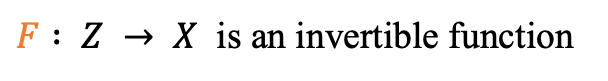 F : Z → X is an invertible function